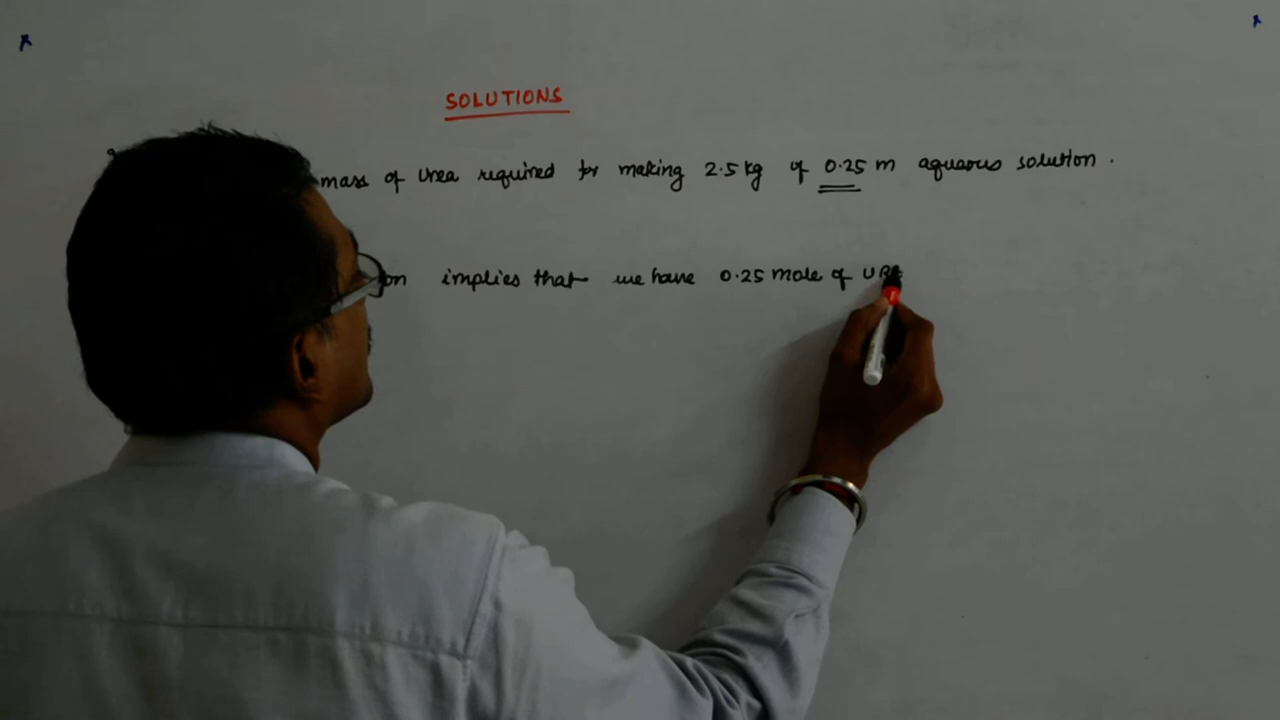 SOLUTIONS
mass of urea required for making 2.5 kg of 0.25 m aqueous solution .
on implies that we have 0.25 mole of